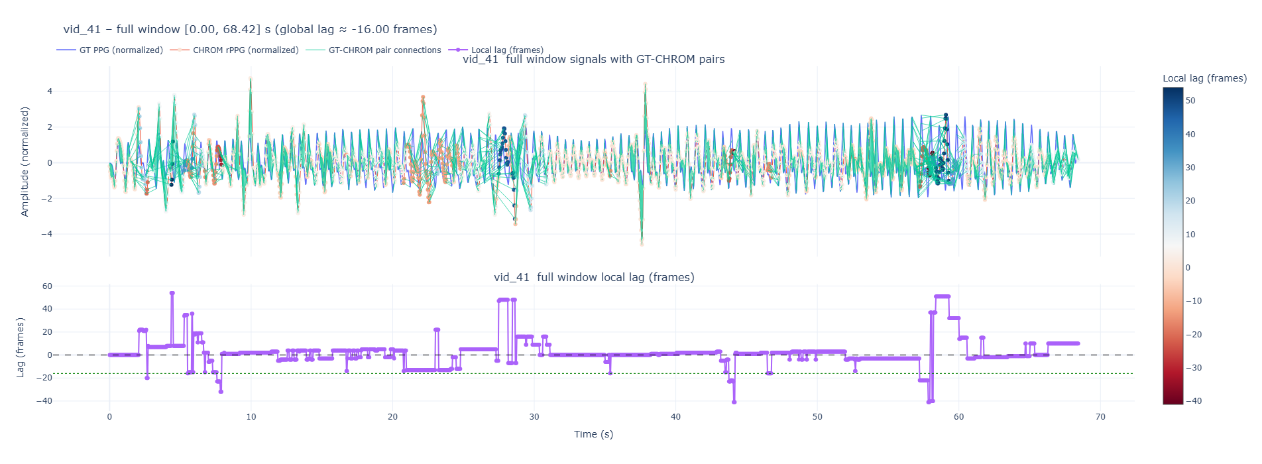 vid_41 – full window [0.00, 68.42] s (global lag ≈ -16.00 frames)
GT PPG (normalized) CHROM rPPG (normalized) GT-CHROM pair connections Local lag (frames)
vid_41 full window signals with GT-CHROM pairs
Local lag (frames)
Amplitude (normalized)
4
2
0
−2
−4
50
40
30
20
10
0
−10
−20
−30
−40
vid_41 full window local lag (frames)
Lag (frames)
60
40
20
0
−20
−40
0 10 20 30 40 50 60 70
Time (s)